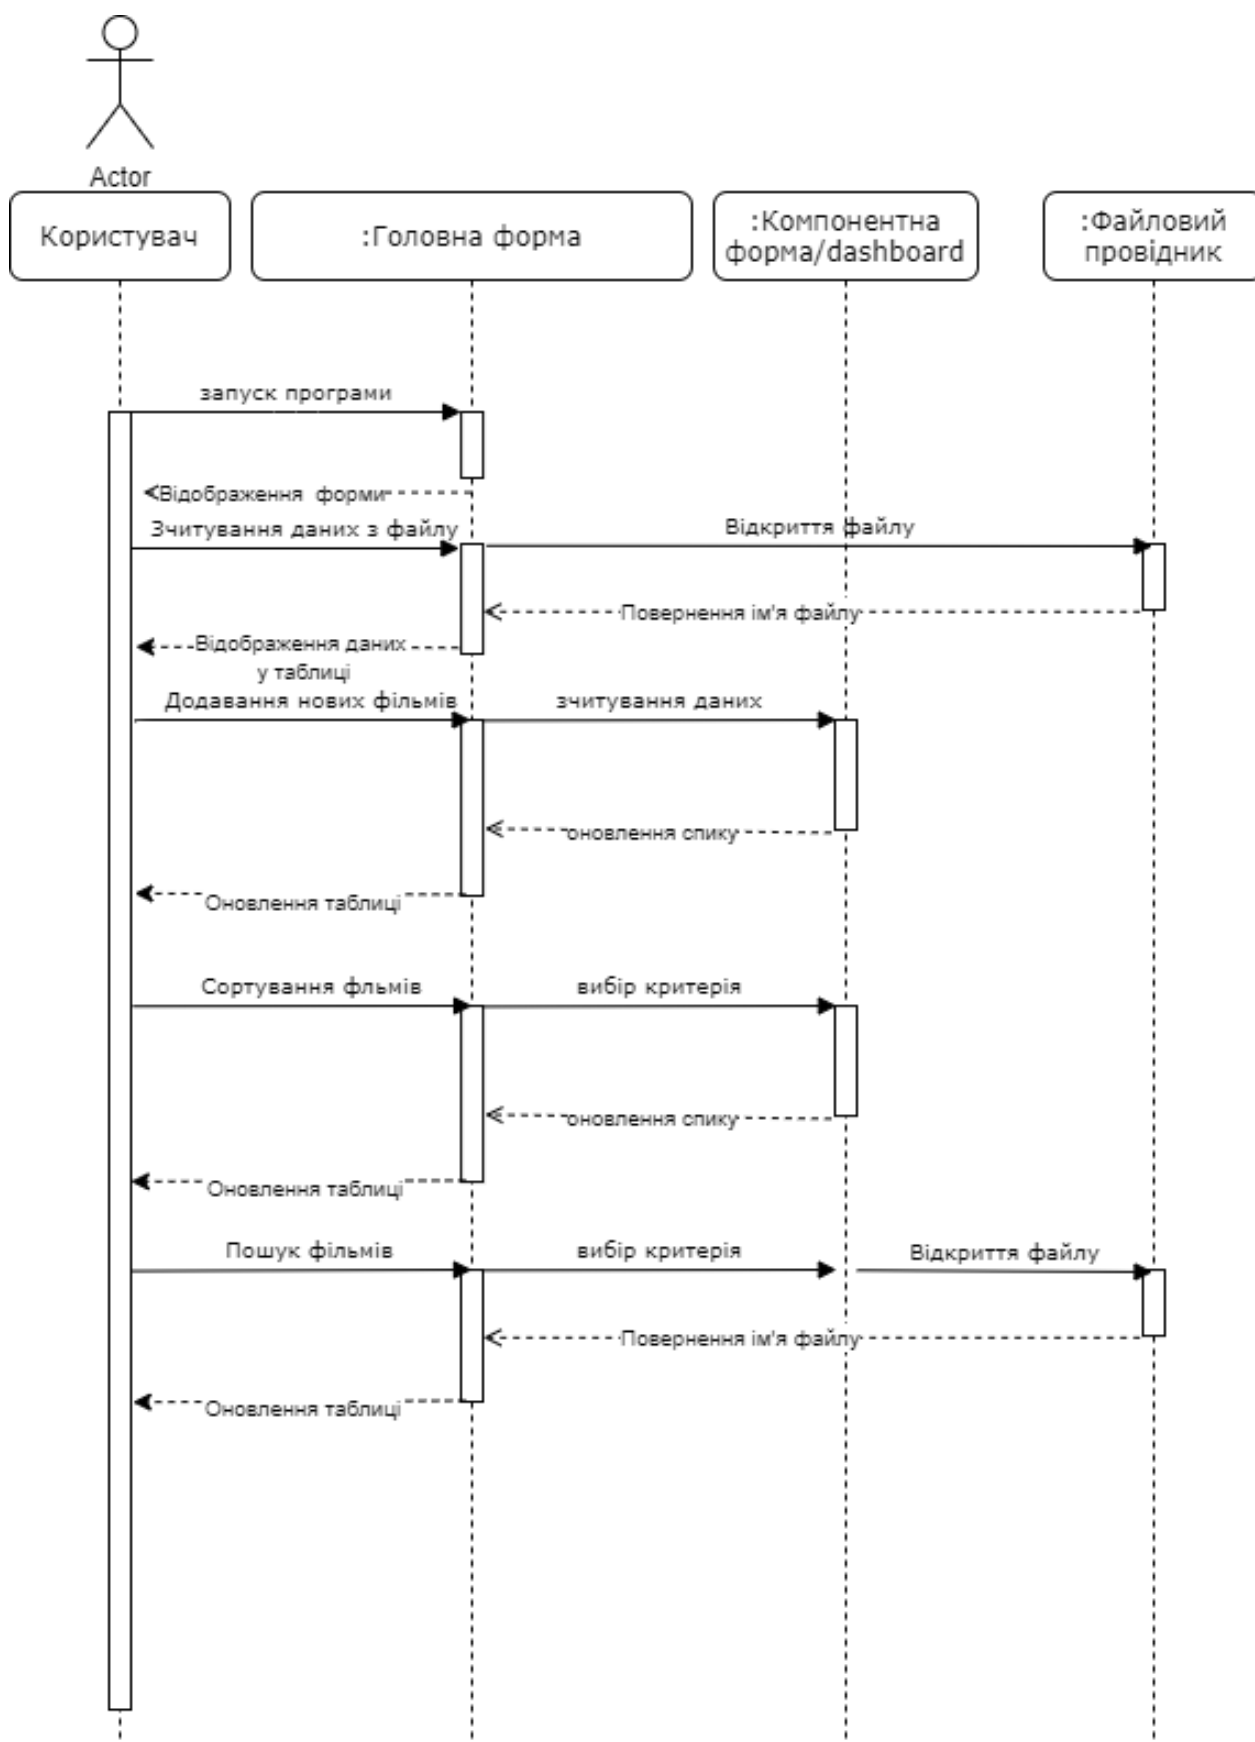 Actor
Користувач
:Головна форма
:Компонентна
форма/dashboard
:Файловий
провідник
запуск програми
Відображення форми
Зчитування даних з файлу
Відкриття файлу
Повернення ім'я файлу
Відображення даних
у таблиці
Додавання нових фільмів
зчитування даних
оновлення спику
Оновлення таблиці
Сортування фльмів
вибір критерія
оновлення спику
Оновлення таблиці
Пошук фільмів
вибір критерія
Відкриття файлу
Повернення ім'я файлу
Оновлення таблиці